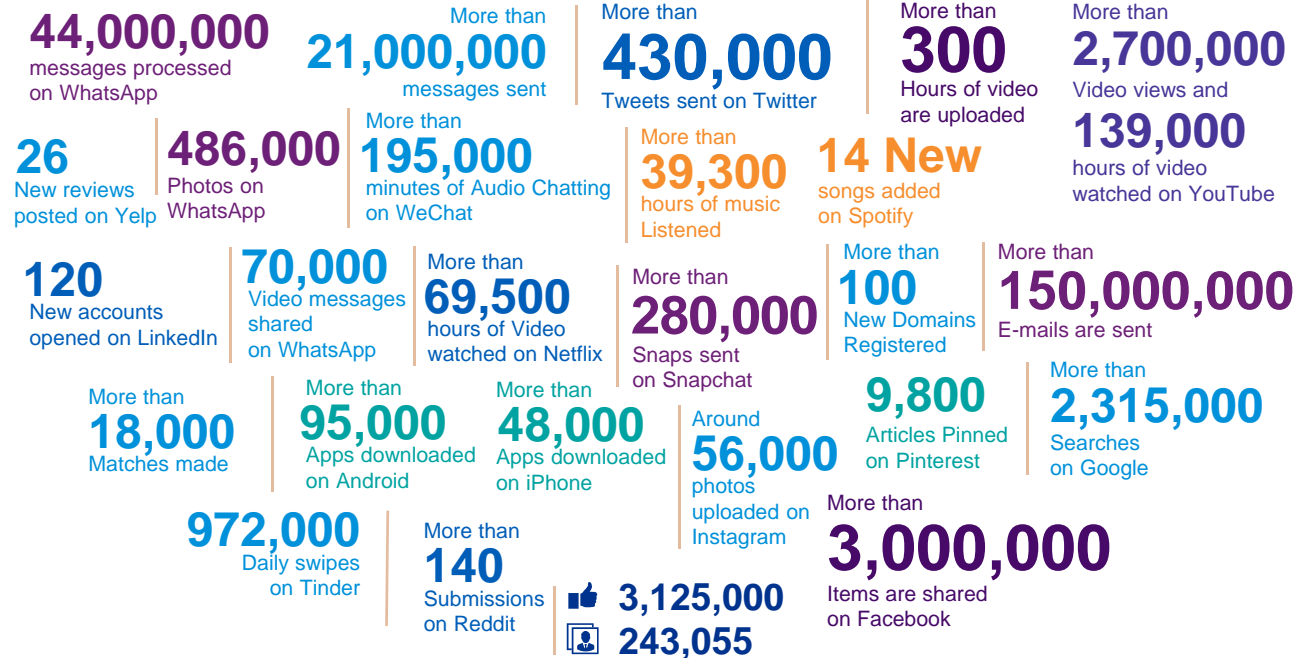 44,000,000
messages processed
on WhatsApp
More than
21,000,000
messages sent
More than
430,000
Tweets sent on Twitter
More than
300
Hours of video
are uploaded
More than
2,700,000
Video views and
139,000
hours of video
watched on YouTube
26
New reviews
posted on Yelp
486,000
Photos on
WhatsApp
More than
195,000
minutes of Audio Chatting
on WeChat
More than
39,300
hours of music
Listened
14 New
songs added
on Spotify
120
New accounts
opened on LinkedIn
70,000
Video messages
shared
on WhatsApp
More than
69,500
hours of Video
watched on Netflix
More than
280,000
Snaps sent
on Snapchat
More than
100
New Domains
Registered
More than
150,000,000
E-mails are sent
More than
18,000
Matches made
More than
95,000
Apps downloaded
on Android
More than
48,000
Apps downloaded
on iPhone
Around
56,000
photos
uploaded on
Instagram
9,800
Articles Pinned
on Pinterest
More than
2,315,000
Searches
on Google
972,000
Daily swipes
on Tinder
More than
140
Submissions
on Reddit
3,125,000
243,055
More than
3,000,000
Items are shared
on Facebook